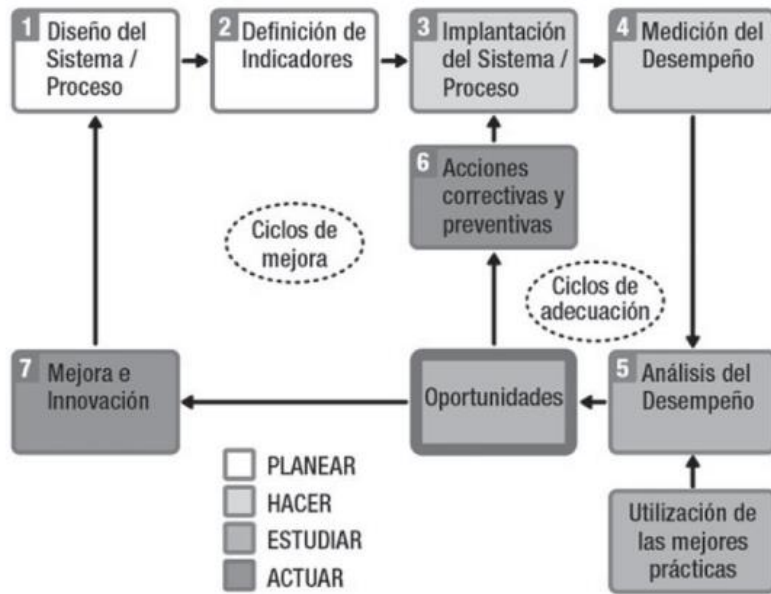 1 Diseño del
Sistema /
Proceso
2 Definición de
Indicadores
3 Implantación
del Sistema /
Proceso
4 Medición del
Desempeño
6 Acciones
correctivas y
preventivas
Ciclos de
mejora
Ciclos de
adecuación
7 Mejora e
Innovación
Oportunidades
5 Análisis del
Desempeño
PLANEAR
HACER
ESTUDIAR
ACTUAR
Utilización de
las mejores
prácticas